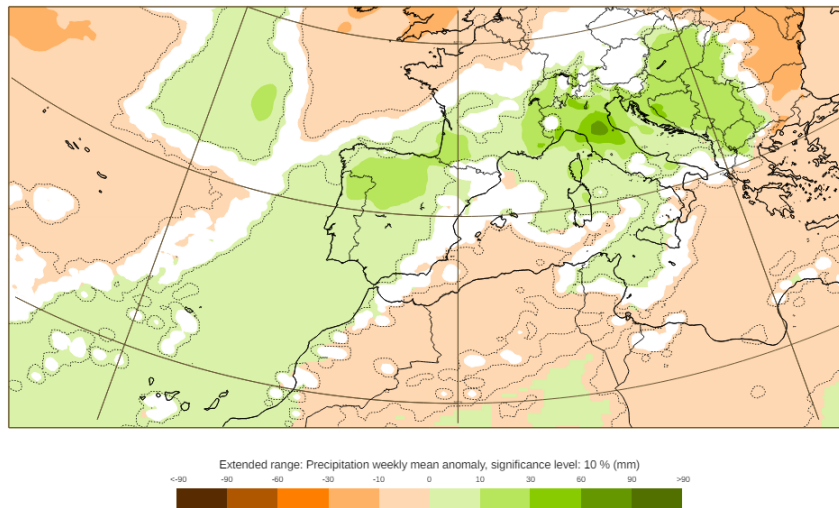 Extended range: Precipitation weekly mean anomaly, significance level: 10 % (mm)
<-90 -90 -60 -30 -10 0 10 30 60 90 >90